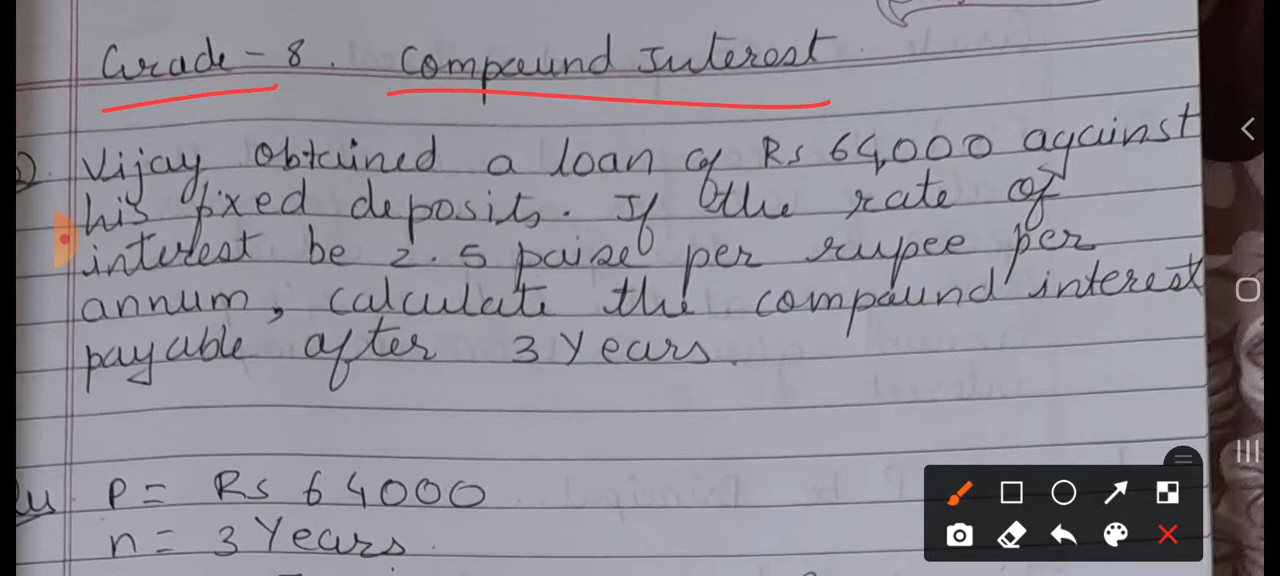 Grade - 8. Compound Interest
Q. Vijay obtained a loan of Rs 64,000 against
his fixed deposits. If the rate of
interest be 2.5 paise per rupee per
annum, calculate the compound interest
payable after 3 Years.
P = Rs 64000
n = 3 Years.